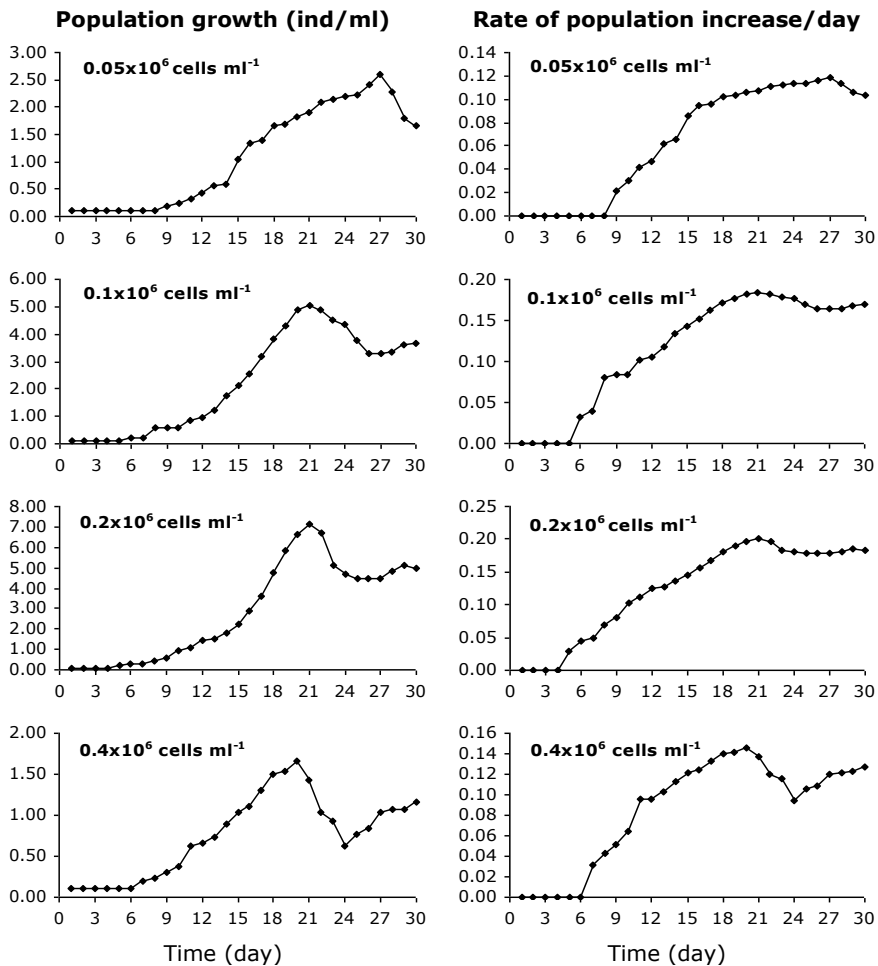 Population growth (ind/ml)
Rate of population increase/day
0.05x10⁶ cells ml⁻¹
3.00
2.50
2.00
1.50
1.00
0.50
0.00
0 3 6 9 12 15 18 21 24 27 30
0.05x10⁶ cells ml⁻¹
0.14
0.12
0.10
0.08
0.06
0.04
0.02
0.00
0 3 6 9 12 15 18 21 24 27 30
0.1x10⁶ cells ml⁻¹
6.00
5.00
4.00
3.00
2.00
1.00
0.00
0 3 6 9 12 15 18 21 24 27 30
0.1x10⁶ cells ml⁻¹
0.20
0.15
0.10
0.05
0.00
0 3 6 9 12 15 18 21 24 27 30
0.2x10⁶ cells ml⁻¹
8.00
7.00
6.00
5.00
4.00
3.00
2.00
1.00
0.00
0 3 6 9 12 15 18 21 24 27 30
0.2x10⁶ cells ml⁻¹
0.25
0.20
0.15
0.10
0.05
0.00
0 3 6 9 12 15 18 21 24 27 30
0.4x10⁶ cells ml⁻¹
2.00
1.50
1.00
0.50
0.00
0 3 6 9 12 15 18 21 24 27 30
Time (day)
0.4x10⁶ cells ml⁻¹
0.16
0.14
0.12
0.10
0.08
0.06
0.04
0.02
0.00
0 3 6 9 12 15 18 21 24 27 30
Time (day)